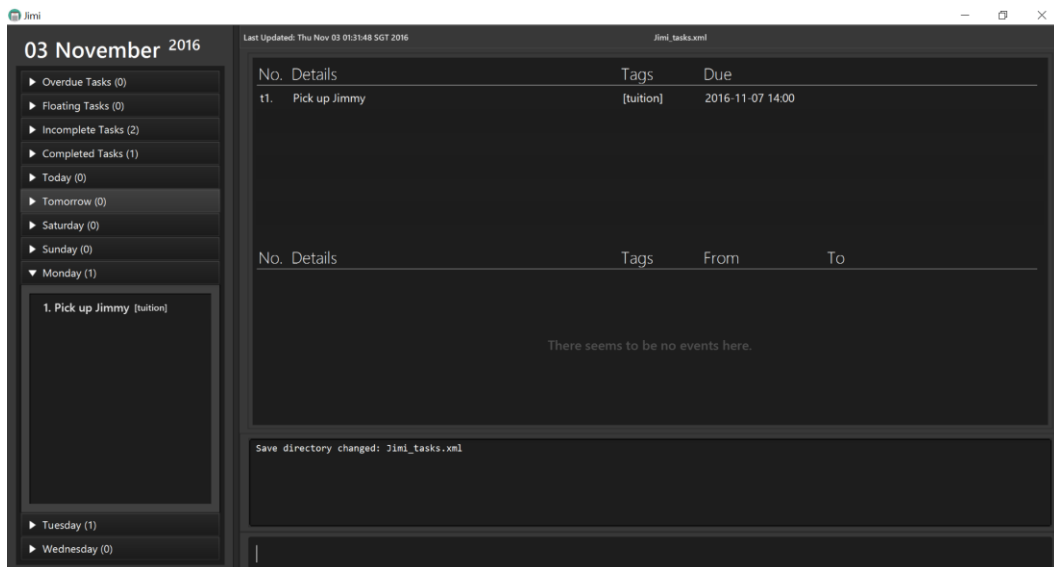 Jimi
03 November 2016
Overdue Tasks (0)
Floating Tasks (0)
Incomplete Tasks (2)
Completed Tasks (1)
Today (0)
Tomorrow (0)
Saturday (0)
Sunday (0)
Monday (1)
1. Pick up Jimmy [tuition]
Tuesday (1)
Wednesday (0)
Last Updated: Thu Nov 03 01:31:48 SGT 2016 Jimi_tasks.xml
No. Details Tags Due
t1. Pick up Jimmy [tuition] 2016-11-07 14:00
No. Details Tags From To
There seems to be no events here.
Save directory changed: Jimi_tasks.xml